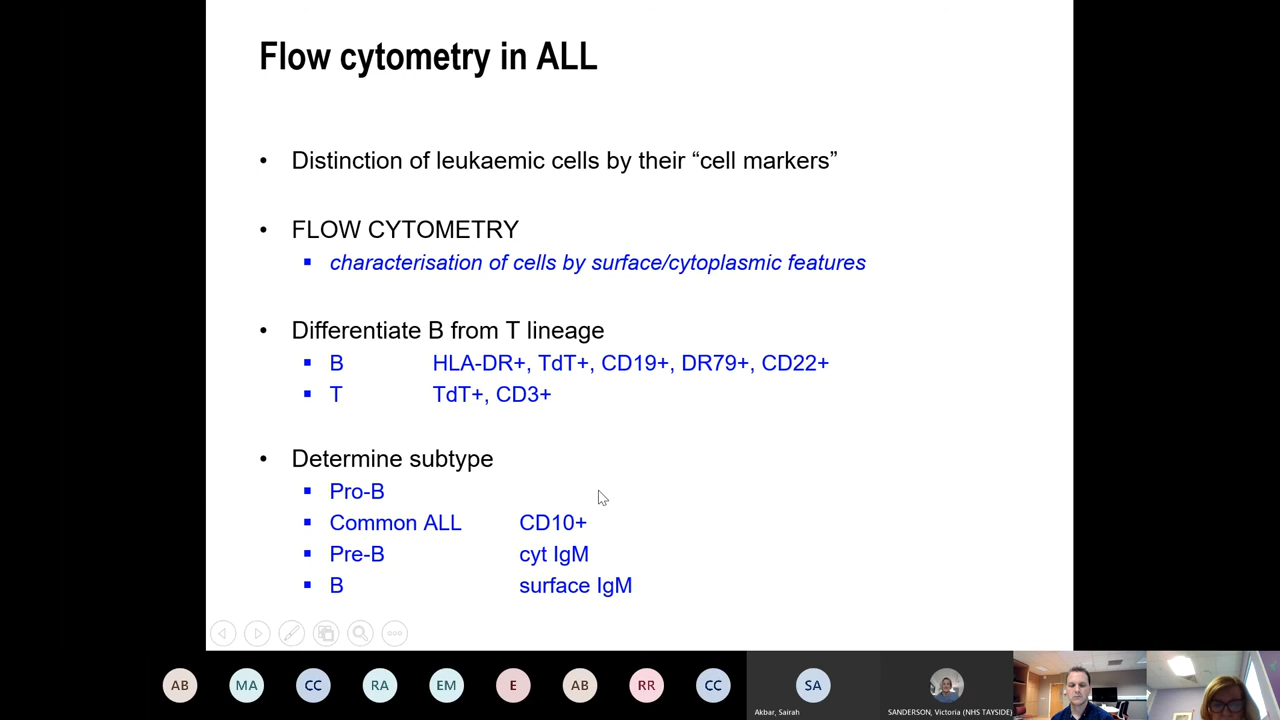 Flow cytometry in ALL
• Distinction of leukaemic cells by their “cell markers”
• FLOW CYTOMETRY
▪ characterisation of cells by surface/cytoplasmic features
• Differentiate B from T lineage
▪ B HLA-DR+, TdT+, CD19+, DR79+, CD22+
▪ T TdT+, CD3+
• Determine subtype
▪ Pro-B
▪ Common ALL CD10+
▪ Pre-B cyt IgM
▪ B surface IgM
AB MA CC RA EM E AB RR CC SA
Akbar, Sairah SANDERSON, Victoria (NHS TAYSIDE)